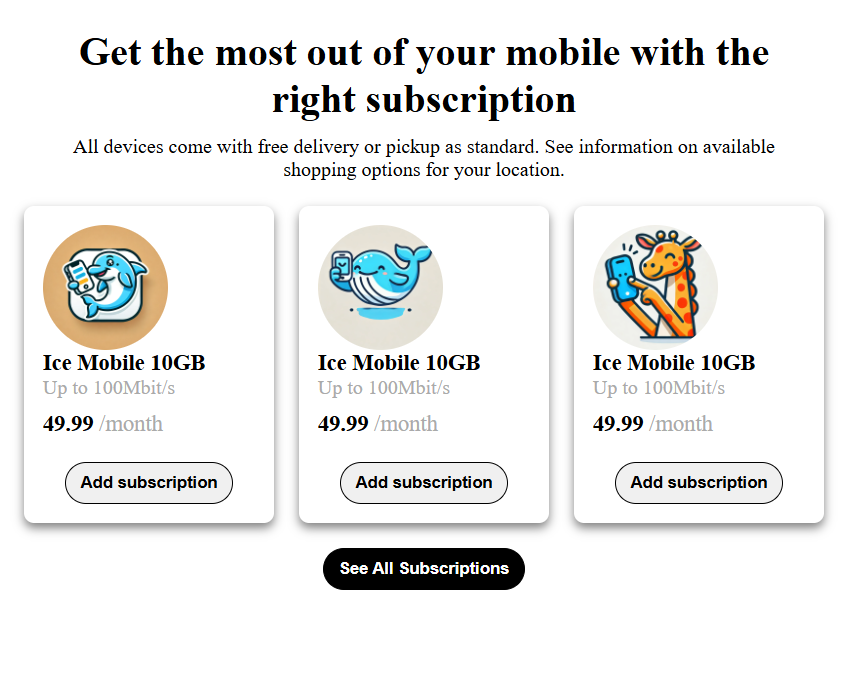 Get the most out of your mobile with the
right subscription
All devices come with free delivery or pickup as standard. See information on available
shopping options for your location.
Ice Mobile 10GB
Up to 100Mbit/s
49.99 /month
Add subscription
Ice Mobile 10GB
Up to 100Mbit/s
49.99 /month
Add subscription
Ice Mobile 10GB
Up to 100Mbit/s
49.99 /month
Add subscription
See All Subscriptions